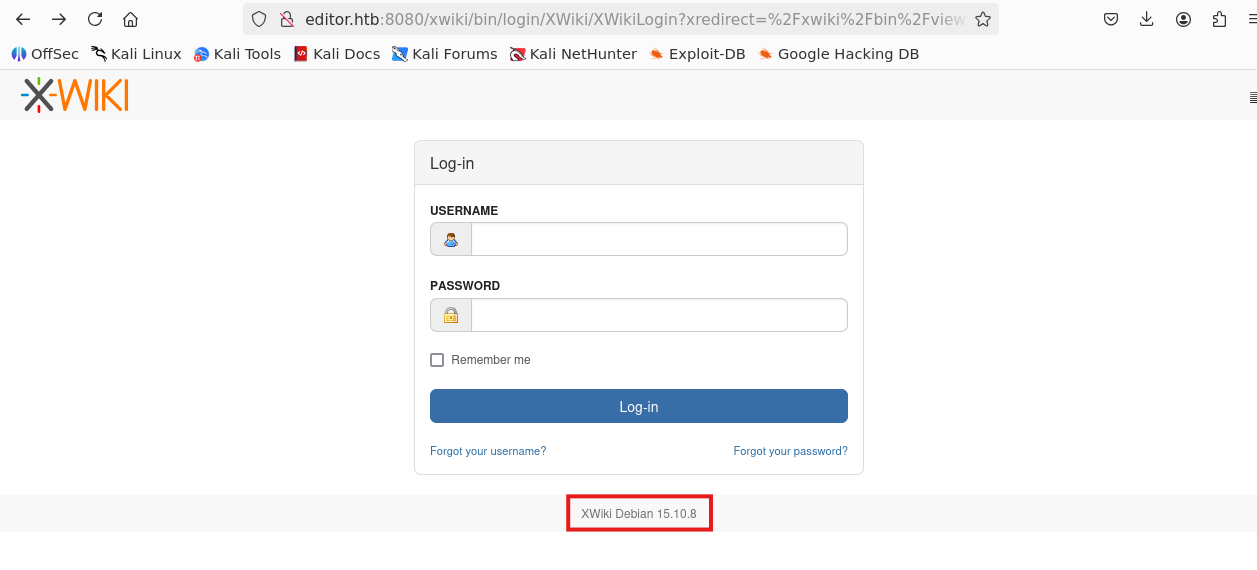 editor.htb:8080/xwiki/bin/login/XWiki/XWikiLogin?xredirect=%2Fxwiki%2Fbin%2Fview
OffSec Kali Linux Kali Tools Kali Docs Kali Forums Kali NetHunter Exploit-DB Google Hacking DB
XWIKI
Log-in
USERNAME
PASSWORD
Remember me
Log-in
Forgot your username? Forgot your password?
XWiki Debian 15.10.8